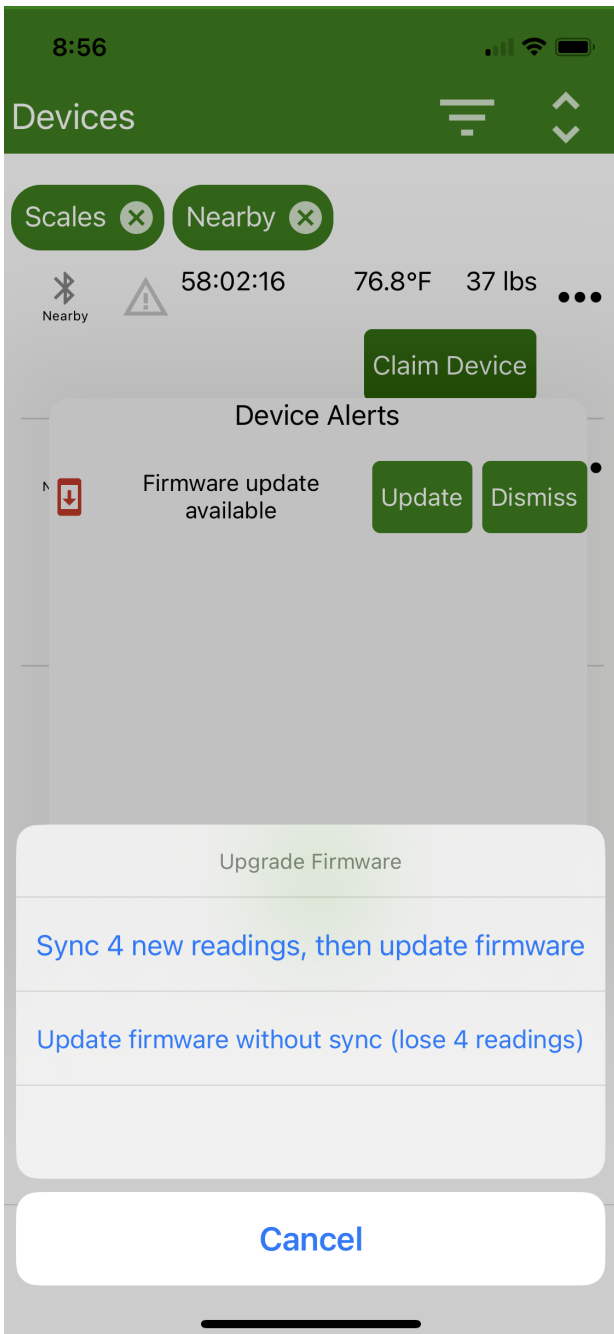 8:56
Devices
Scales
Nearby
58:02:16 76.8°F 37 lbs
Nearby
Claim Device
Device Alerts
Firmware update
available
Update Dismiss
Upgrade Firmware
Sync 4 new readings, then update firmware
Update firmware without sync (lose 4 readings)
Cancel